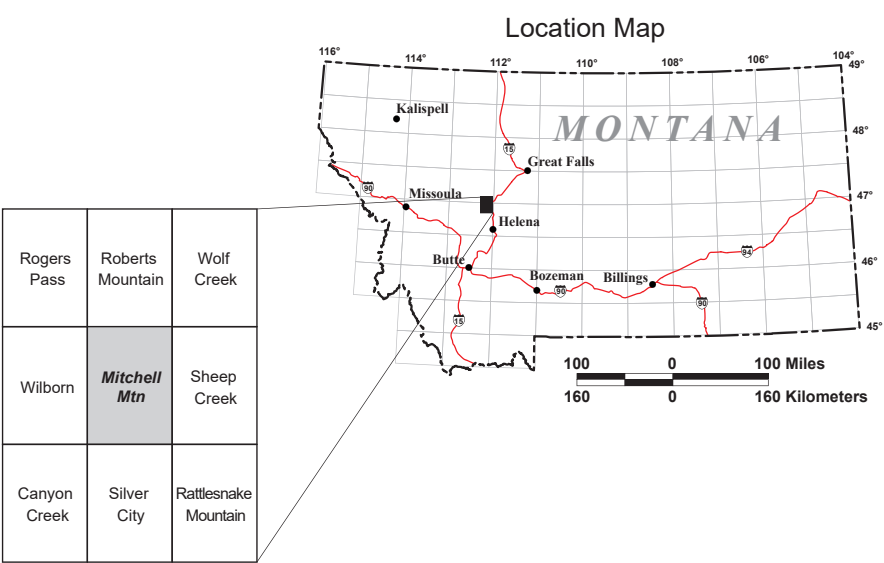 Location Map
116°
114°
112°
110°
108°
106°
104°
49°
48°
47°
46°
45°
MONTANA
Kalispell
15
Great Falls
90
Missoula
Helena
Butte
Bozeman
90
Billings
94
90
15
Rogers
Pass
Roberts
Mountain
Wolf
Creek
Wilborn
Mitchell
Mtn
Sheep
Creek
Canyon
Creek
Silver
City
Rattlesnake
Mountain
100 0 100 Miles
160 0 160 Kilometers